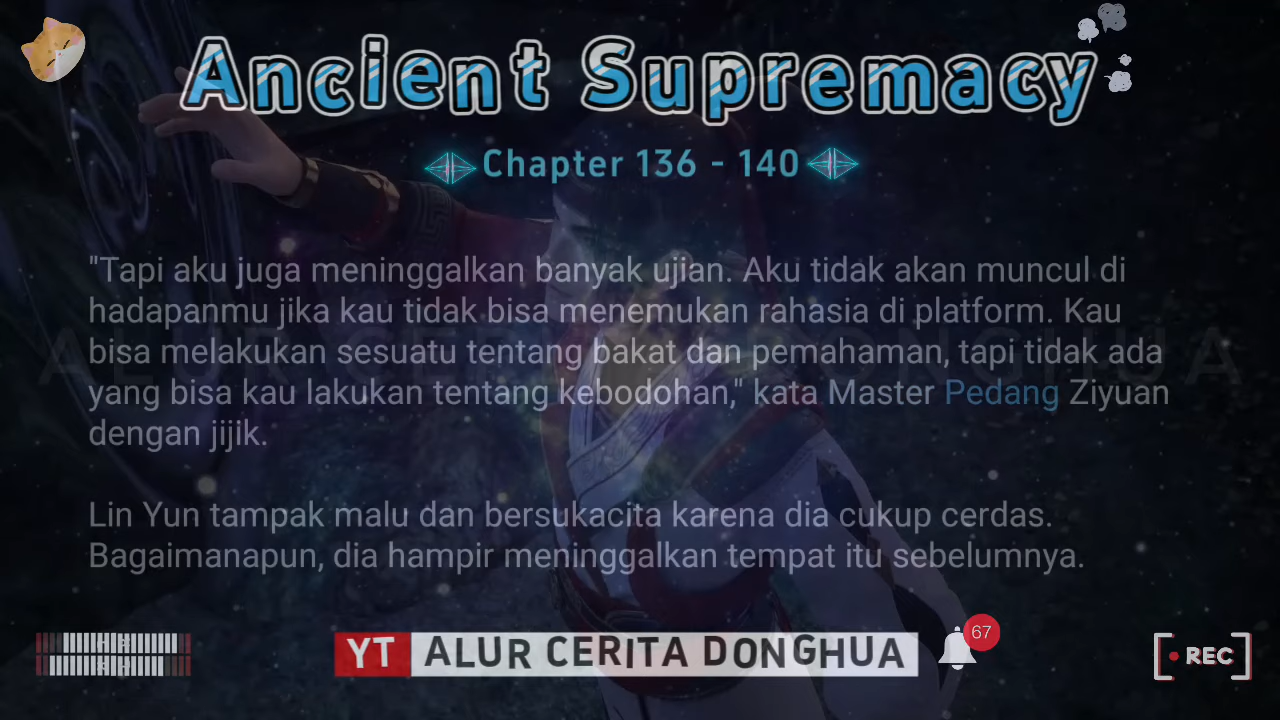 Ancient Supremacy
Chapter 136 - 140
"Tapi aku juga meninggalkan banyak ujian. Aku tidak akan muncul di
hadapanmu jika kau tidak bisa menemukan rahasia di platform. Kau
bisa melakukan sesuatu tentang bakat dan pemahaman, tapi tidak ada
yang bisa kau lakukan tentang kebodohan," kata Master Pedang Ziyuan
dengan jijik.
Lin Yun tampak malu dan bersukacita karena dia cukup cerdas.
Bagaimanapun, dia hampir meninggalkan tempat itu sebelumnya.
YT ALUR CERITA DONGHUA
67
REC